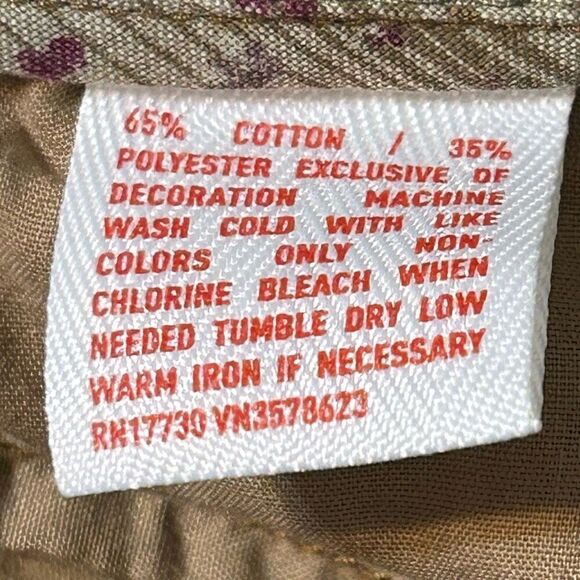 65% COTTON / 35%
POLYESTER EXCLUSIVE OF
DECORATION MACHINE
WASH COLD WITH LIKE
COLORS ONLY NON-
CHLORINE BLEACH WHEN
NEEDED TUMBLE DRY LOW
WARM IRON IF NECESSARY
RN17730 VN3578623